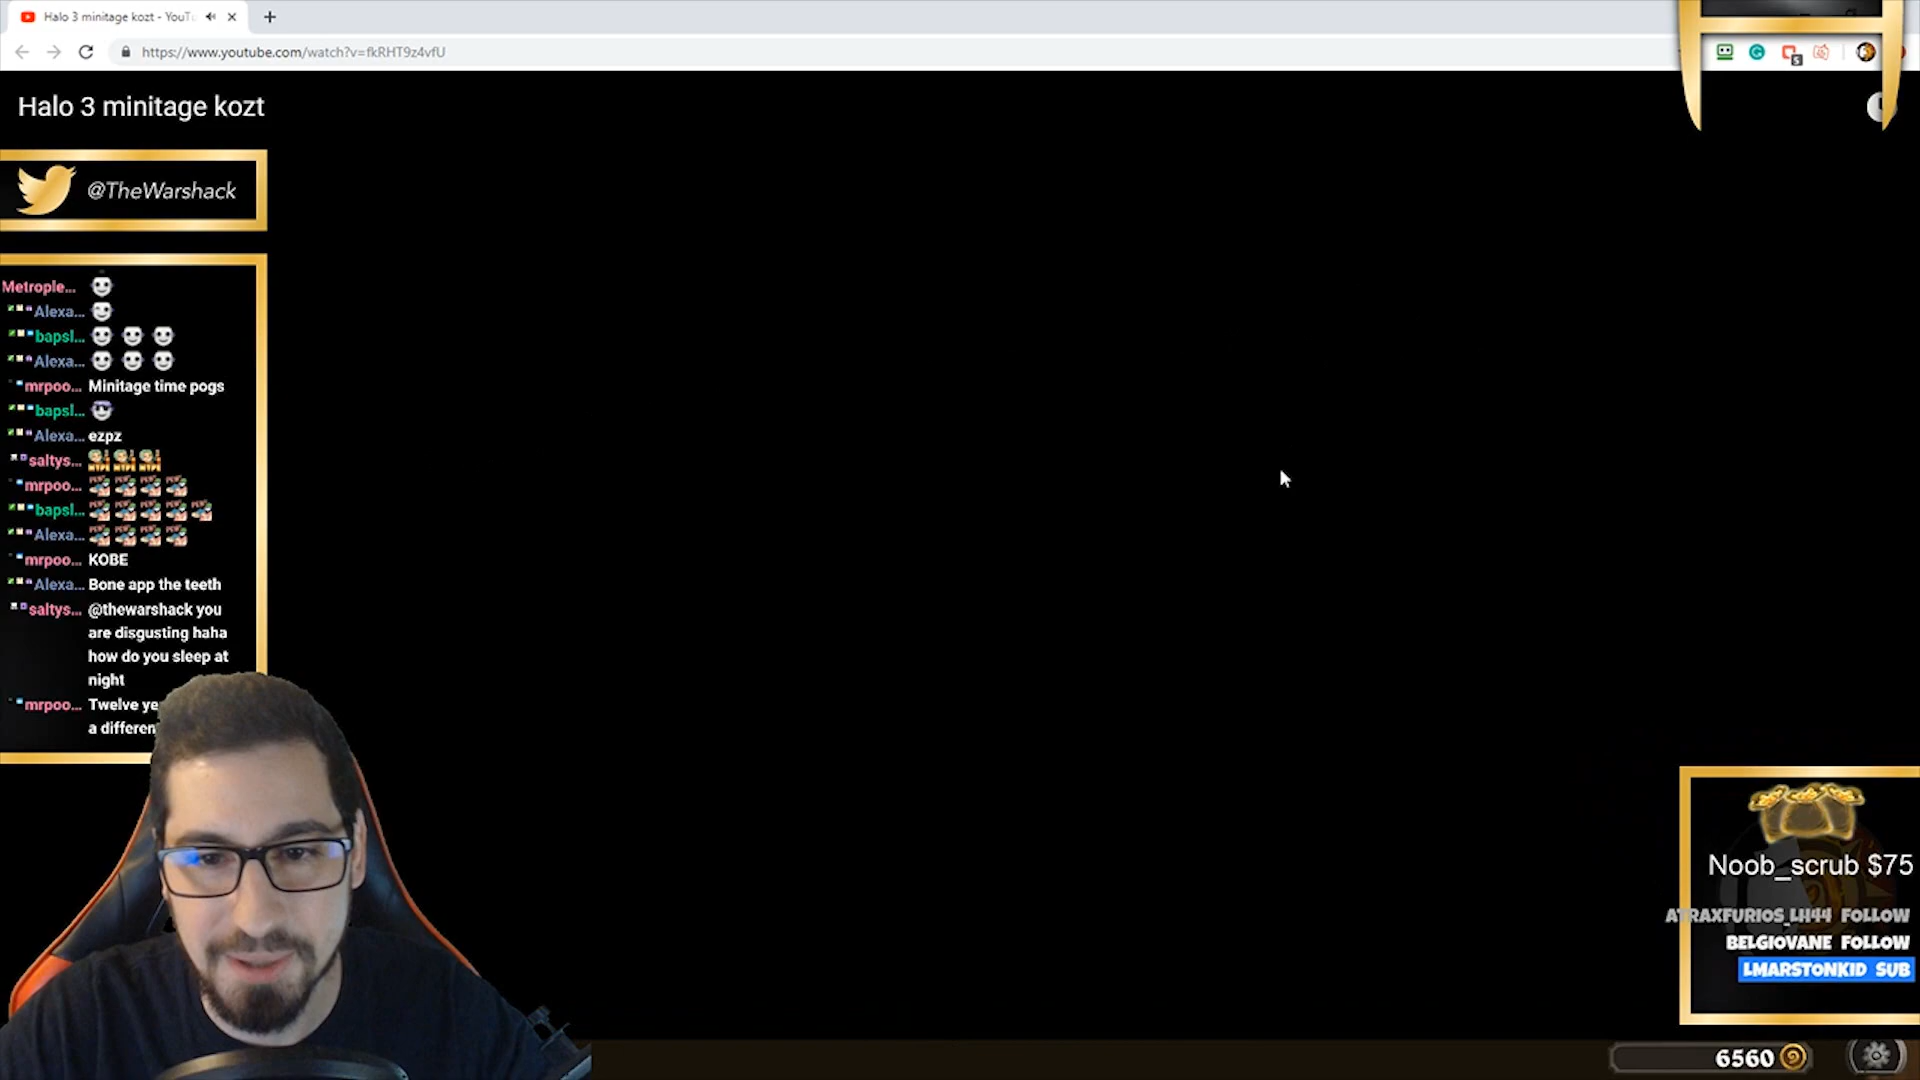 Halo 3 minitage kozt - YouT
https://www.youtube.com/watch?v=fkRHT9z4vfU
Halo 3 minitage kozt
@TheWarshack
Metrople...
Alexa...
bapsl...
Alexa...
mrpoo... Minitage time pogs
bapsl...
Alexa... ezpz
saltys...
mrpoo...
bapsl...
Alexa...
mrpoo... KOBE
Alexa... Bone app the teeth
saltys... @thewarshack you
are disgusting haha
how do you sleep at
night
mrpoo... Twelve ye
a differen
Noob_scrub $75
ATRAXFURIOS_LH44 FOLLOW
BELGIOVANE FOLLOW
LMARSTONKID SUB
6560